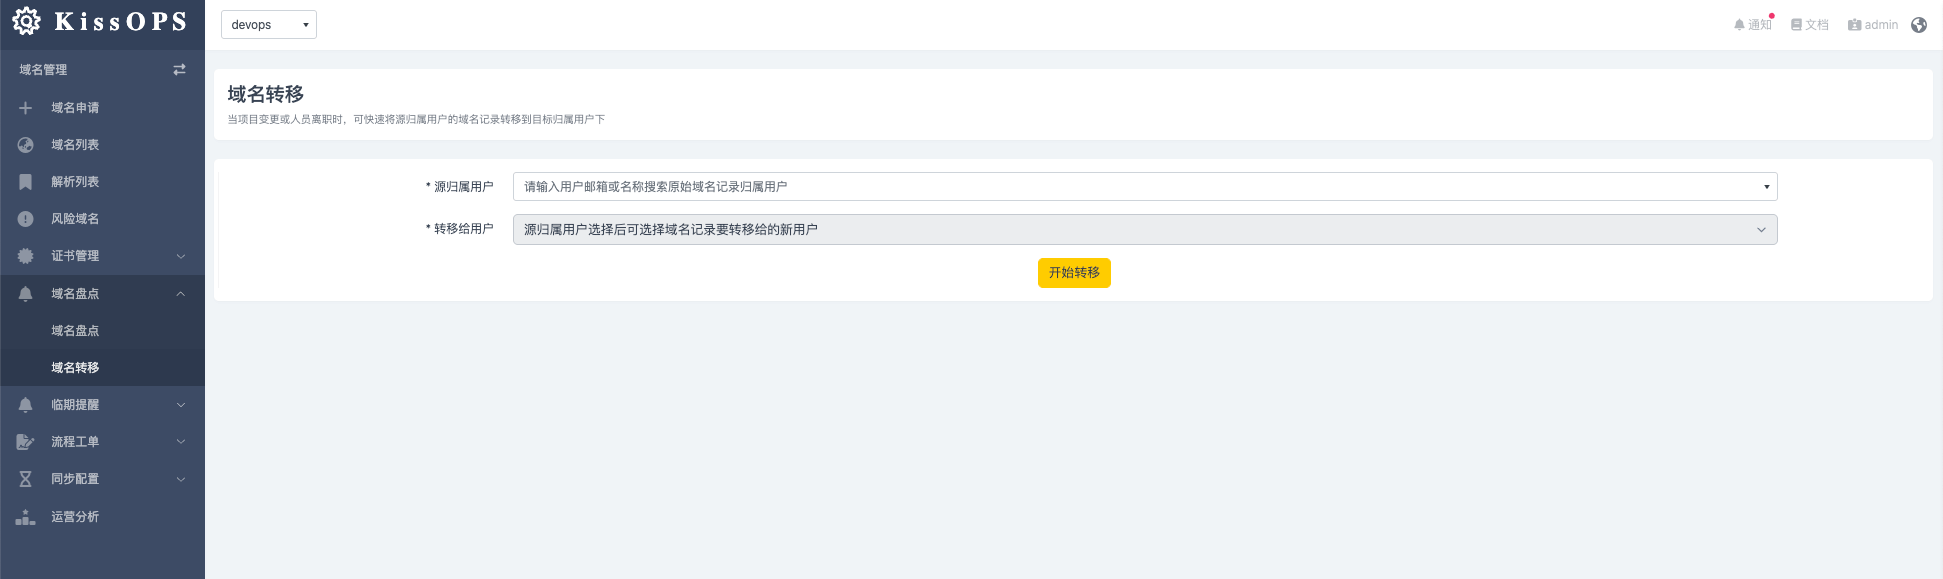 KissOPS
devops
通知
文档
admin
域名管理
域名申请
域名列表
解析列表
风险域名
证书管理
域名盘点
域名盘点
域名转移
临期提醒
流程工单
同步配置
运营分析
域名转移
当项目变更或人员离职时，可快速将源归属用户的域名记录转移到目标归属用户下
* 源归属用户
请输入用户邮箱或名称搜索原始域名记录归属用户
* 转移给用户
源归属用户选择后可选择域名记录要转移给的新用户
开始转移